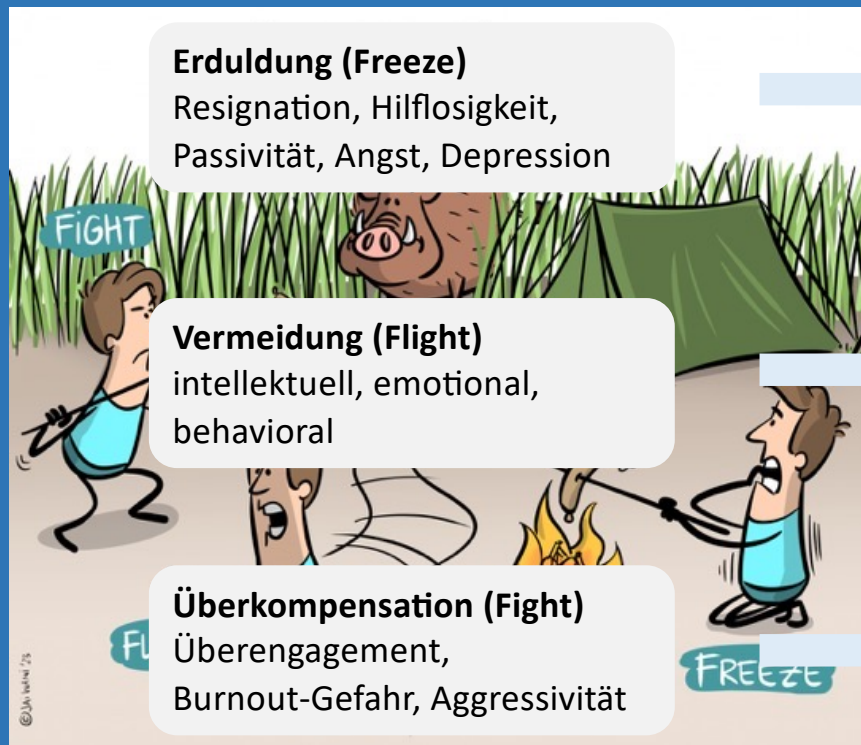 Erduldung (Freeze)
Resignation, Hilflosigkeit,
Passivität, Angst, Depression
FiGHT
Vermeidung (Flight)
intellektuell, emotional,
behavioral
Überkompensation (Fight)
Überengagement,
Burnout-Gefahr, Aggressivität
FREEZE